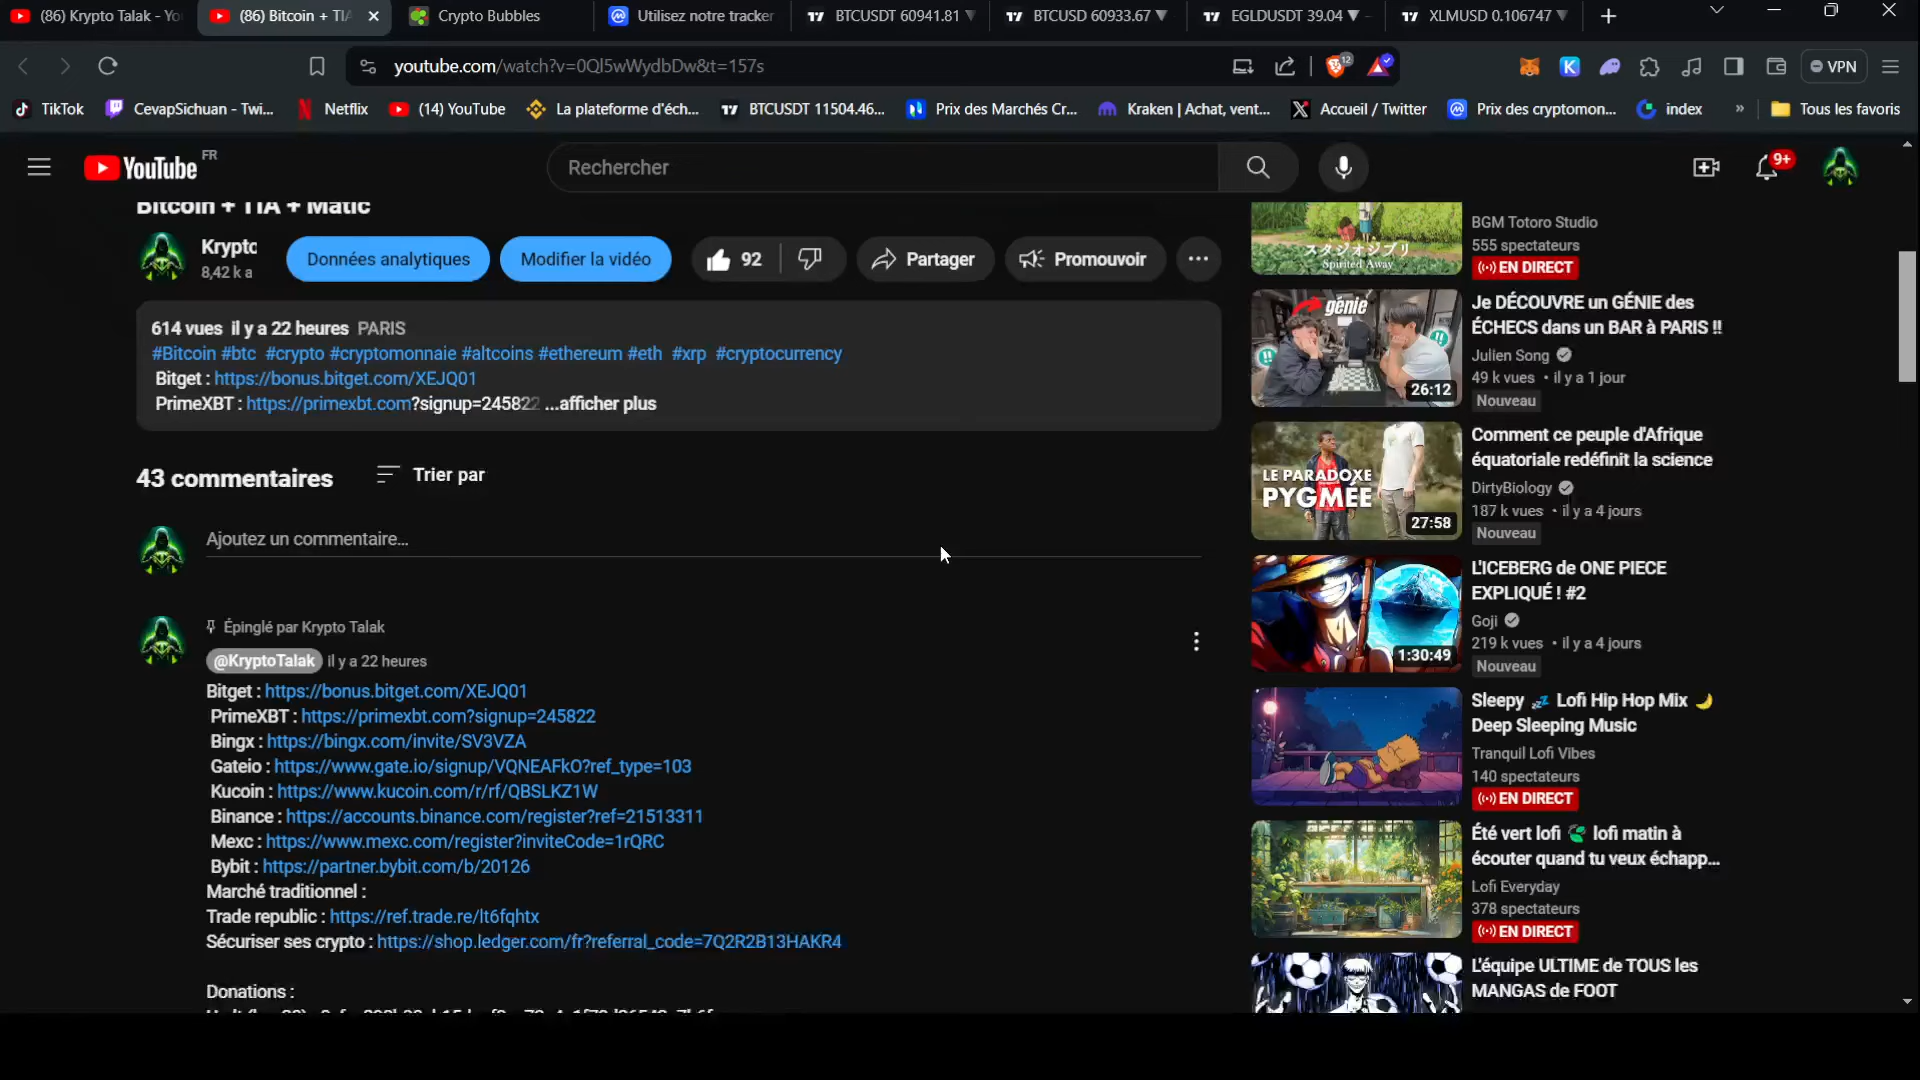 (86) Krypto Talak - Yo
(86) Bitcoin + TIA
Crypto Bubbles
Utilisez notre tracker
BTCUSDT 60941.81 ▼
BTCUSD 60933.67 ▼
EGLDUSDT 39.04 ▼
XLMUSD 0.106747 ▼
youtube.com/watch?v=0Ql5wWydbDw&t=157s
12
VPN
TikTok
CevapSichuan - Twi...
Netflix
(14) YouTube
La plateforme d'éch...
BTCUSDT 11504.46...
Prix des Marchés Cr...
Kraken | Achat, vent...
Accueil / Twitter
Prix des cryptomon...
index
Tous les favoris
YouTube FR
Rechercher
9+
Bitcoin + TIA + Matic
Krypto
8,42 k a
Données analytiques
Modifier la vidéo
92
Partager
Promouvoir
614 vues il y a 22 heures PARIS
#Bitcoin #btc #crypto #cryptomonnaie #altcoins #ethereum #eth #xrp #cryptocurrency
Bitget : https://bonus.bitget.com/XEJQ01
PrimeXBT : https://primexbt.com?signup=245822 ...afficher plus
43 commentaires
Trier par
Ajoutez un commentaire...
Épinglé par Krypto Talak
@KryptoTalak il y a 22 heures
Bitget : https://bonus.bitget.com/XEJQ01
PrimeXBT : https://primexbt.com?signup=245822
Bingx : https://bingx.com/invite/SV3VZA
Gateio : https://www.gate.io/signup/VQNEAFkO?ref_type=103
Kucoin : https://www.kucoin.com/r/rf/QBSLKZ1W
Binance : https://accounts.binance.com/register?ref=21513311
Mexc : https://www.mexc.com/register?inviteCode=1rQRC
Bybit : https://partner.bybit.com/b/20126
Marché traditionnel :
Trade republic : https://ref.trade.re/lt6fqhtx
Sécuriser ses crypto : https://shop.ledger.com/fr?referral_code=7Q2R2B13HAKR4
Donations :
スタジオジブリ
Spirited Away
BGM Totoro Studio
555 spectateurs
EN DIRECT
génie
26:12
Je DÉCOUVRE un GÉNIE des
ÉCHECS dans un BAR à PARIS !!
Julien Song
49 k vues • il y a 1 jour
Nouveau
LE PARADOXE
PYGMÉE
27:58
Comment ce peuple d'Afrique
équatoriale redéfinit la science
DirtyBiology
187 k vues • il y a 4 jours
Nouveau
1:30:49
L'ICEBERG de ONE PIECE
EXPLIQUÉ ! #2
Goji
219 k vues • il y a 4 jours
Nouveau
Sleepy 💤 Lofi Hip Hop Mix 🌙
Deep Sleeping Music
Tranquil Lofi Vibes
140 spectateurs
EN DIRECT
Été vert lofi 🍃 lofi matin à
écouter quand tu veux échapp...
Lofi Everyday
378 spectateurs
EN DIRECT
L'équipe ULTIME de TOUS les
MANGAS de FOOT